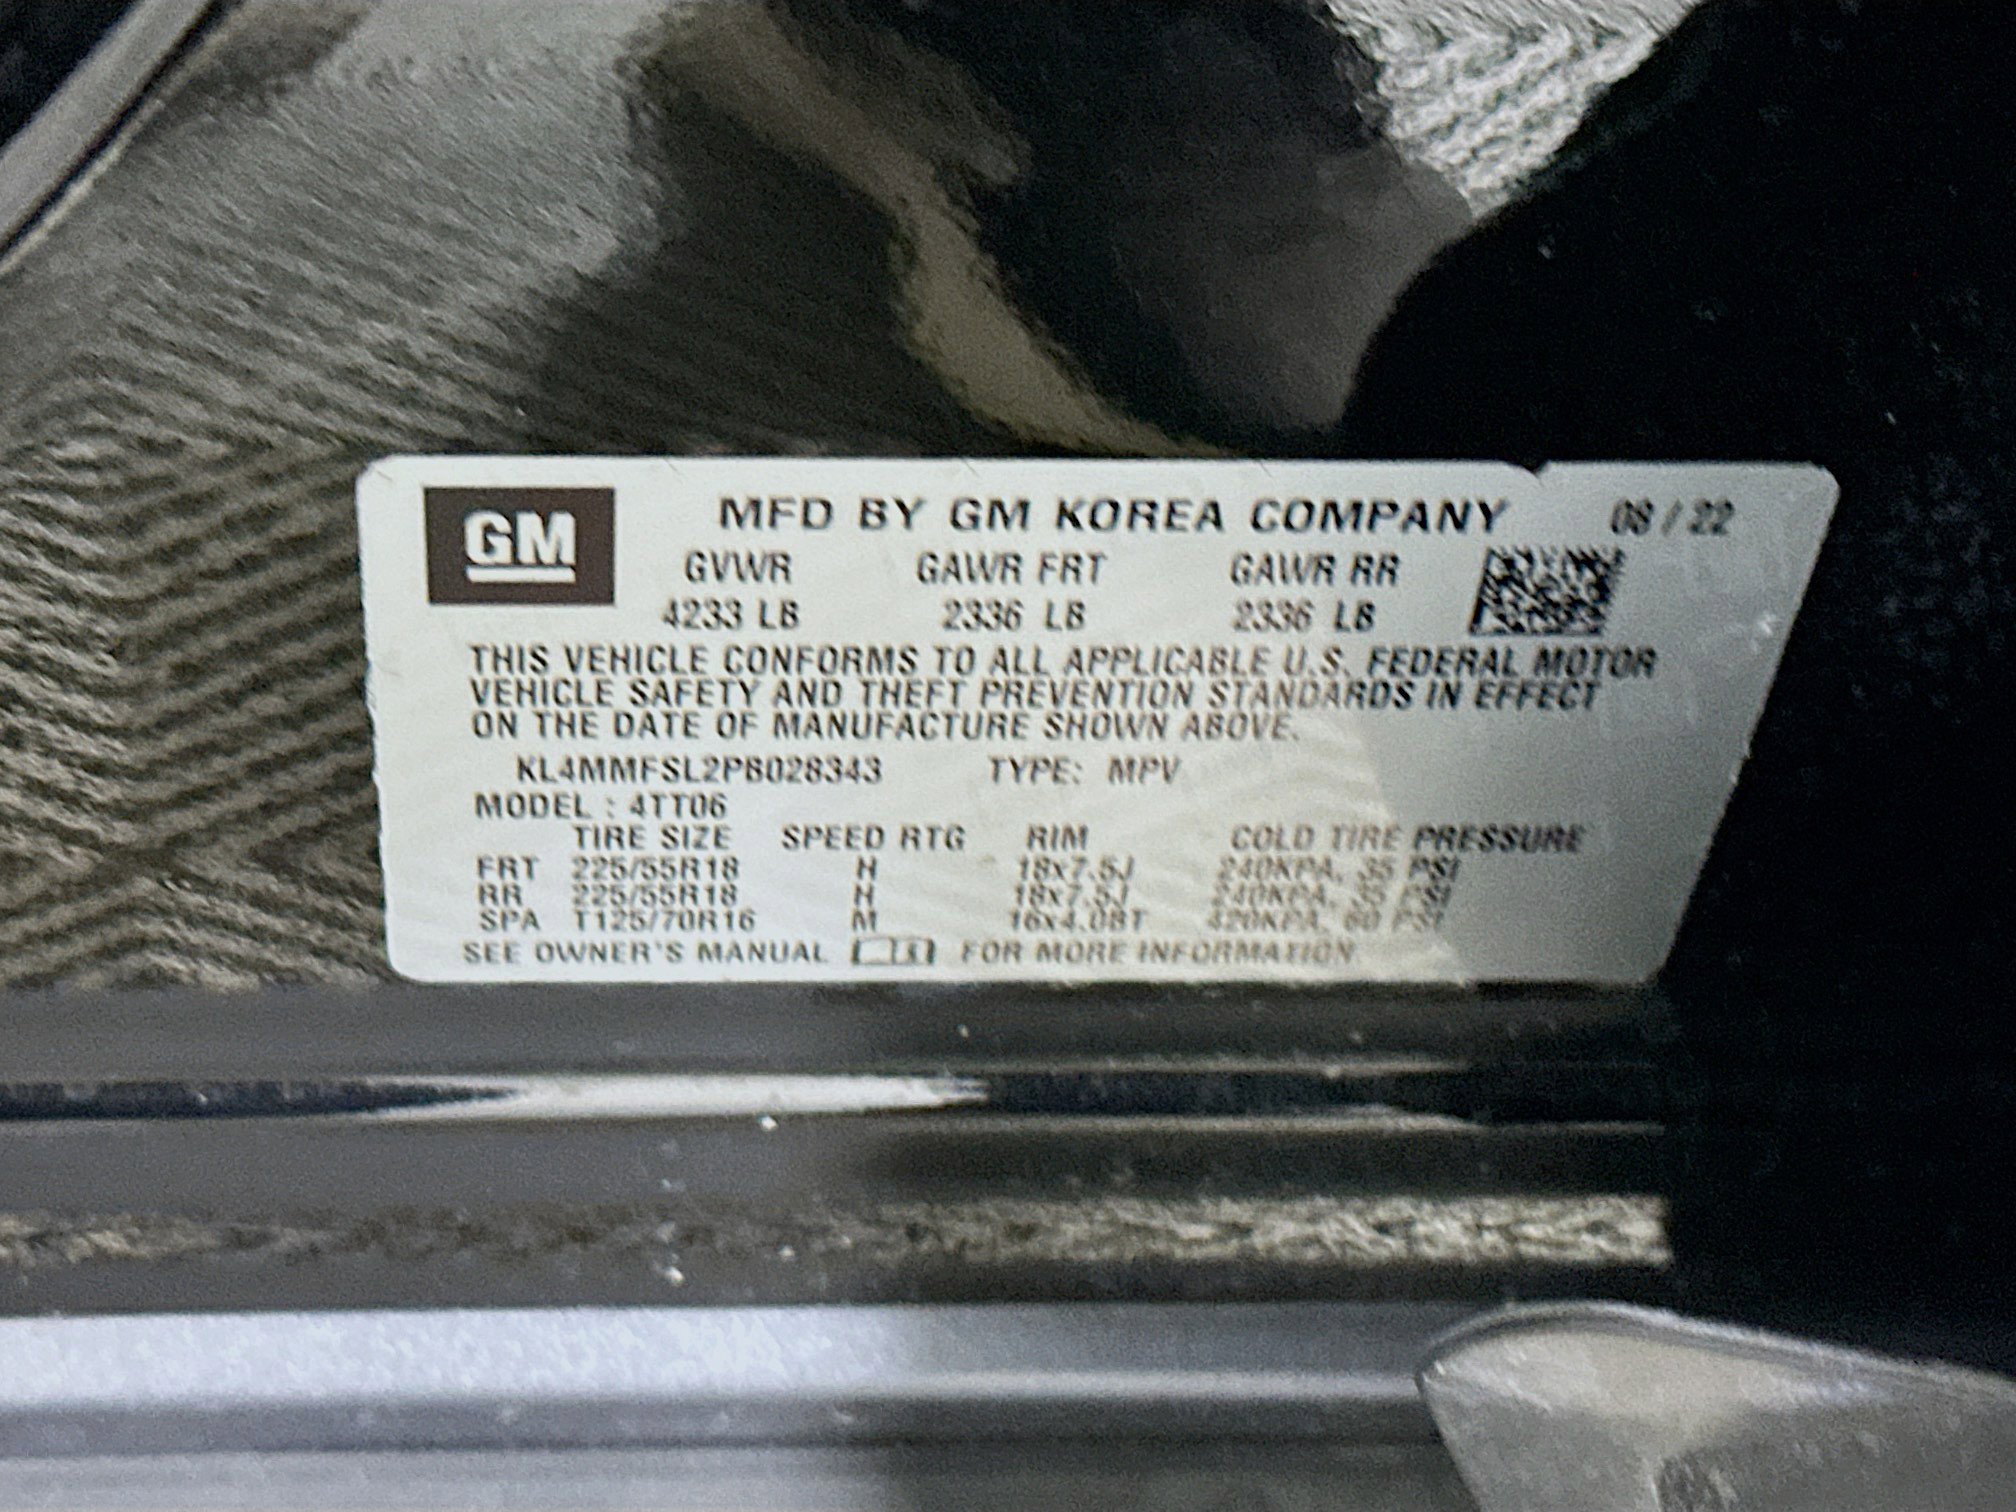 GM
MFD BY GM KOREA COMPANY 08 / 22
GVWR GAWR FRT GAWR RR
4233 LB 2336 LB 2336 LB
THIS VEHICLE CONFORMS TO ALL APPLICABLE U.S. FEDERAL MOTOR
VEHICLE SAFETY AND THEFT PREVENTION STANDARDS IN EFFECT
ON THE DATE OF MANUFACTURE SHOWN ABOVE.
KL4MMFSL2PB028343 TYPE: MPV
MODEL : 4TT06
TIRE SIZE SPEED RTG RIM COLD TIRE PRESSURE
FRT 225/55R18 H 18x7.5J 240KPA, 35 PSI
RR 225/55R18 H 18x7.5J 240KPA, 35 PSI
SPA T125/70R16 M 16x4.0BT 420KPA, 60 PSI
SEE OWNER'S MANUAL FOR MORE INFORMATION.